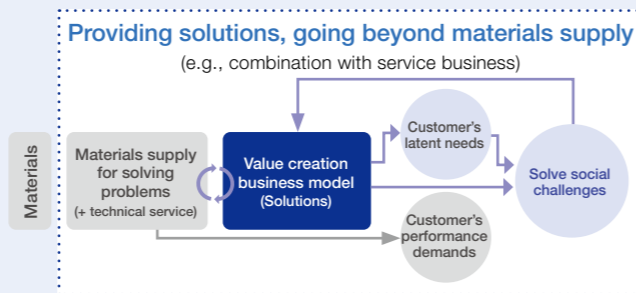 Providing solutions, going beyond materials supply
(e.g., combination with service business)
Materials
Materials supply
for solving
problems
(+ technical service)
Value creation
business model
(Solutions)
Customer's
latent needs
Customer's
performance
demands
Solve social
challenges